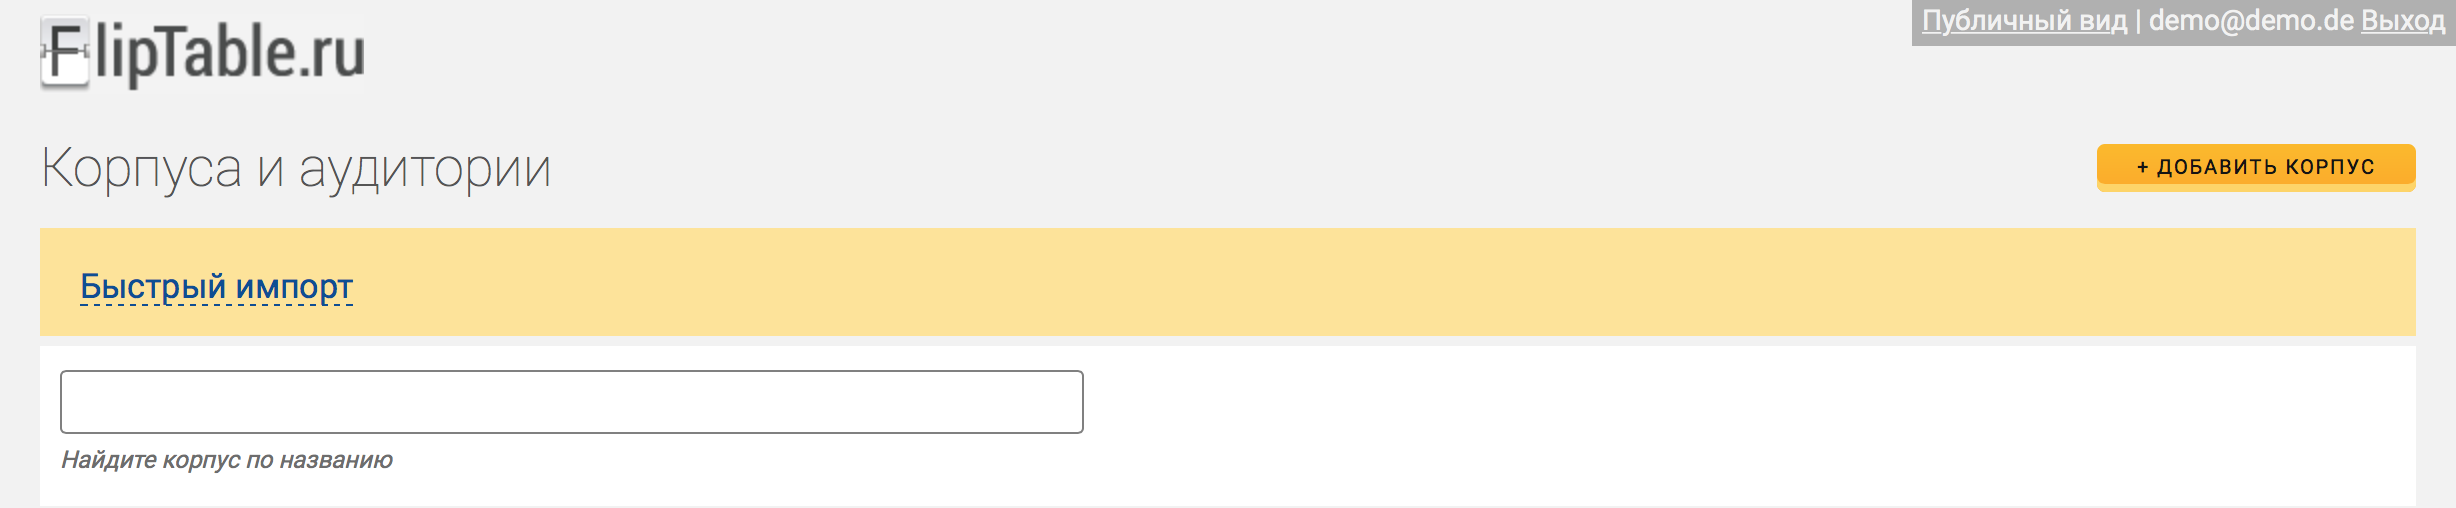 FlipTable.ru
Публичный вид | demo@demo.de Выход
Корпуса и аудитории
+ ДОБАВИТЬ КОРПУС
Быстрый импорт
Найдите корпус по названию